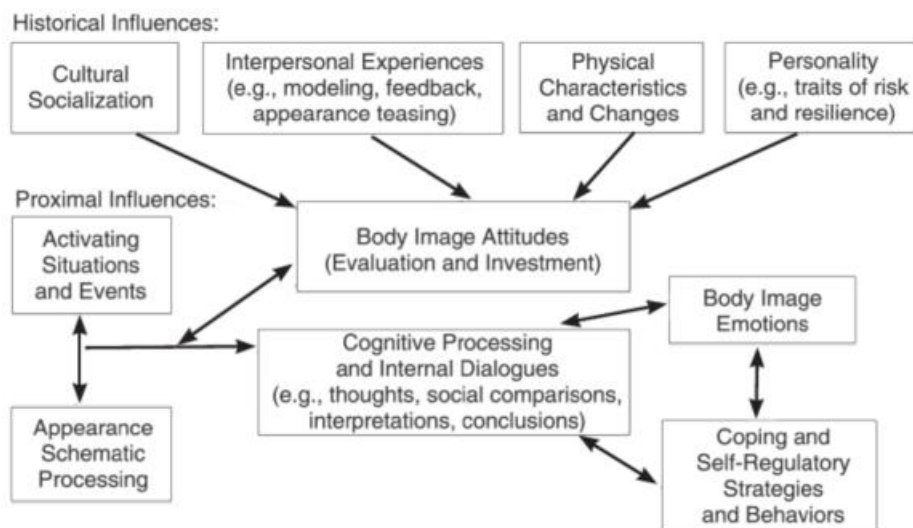 Historical Influences:
Cultural
Socialization
Interpersonal Experiences
(e.g., modeling, feedback,
appearance teasing)
Physical
Characteristics
and Changes
Personality
(e.g., traits of risk
and resilience)
Proximal Influences:
Activating
Situations
and Events
Body Image Attitudes
(Evaluation and Investment)
Body Image
Emotions
Cognitive Processing
and Internal Dialogues
(e.g., thoughts, social comparisons,
interpretations, conclusions)
Appearance
Schematic
Processing
Coping and
Self-Regulatory
Strategies
and Behaviors